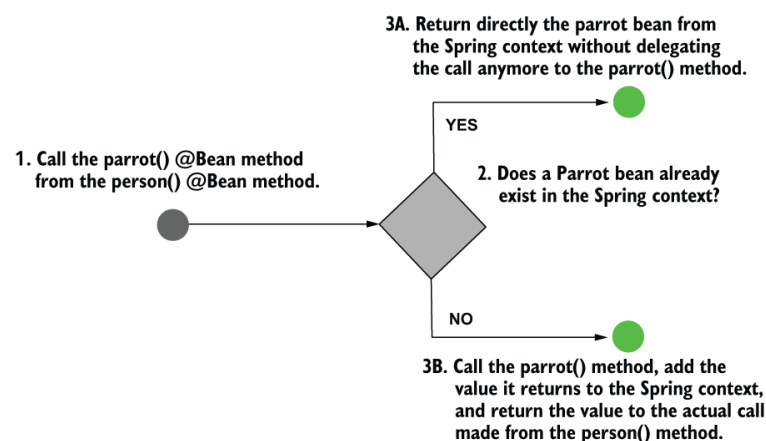 3A. Return directly the parrot bean from
the Spring context without delegating
the call anymore to the parrot() method.
YES
1. Call the parrot() @Bean method
from the person() @Bean method.
2. Does a Parrot bean already
exist in the Spring context?
NO
3B. Call the parrot() method, add the
value it returns to the Spring context,
and return the value to the actual call
made from the person() method.